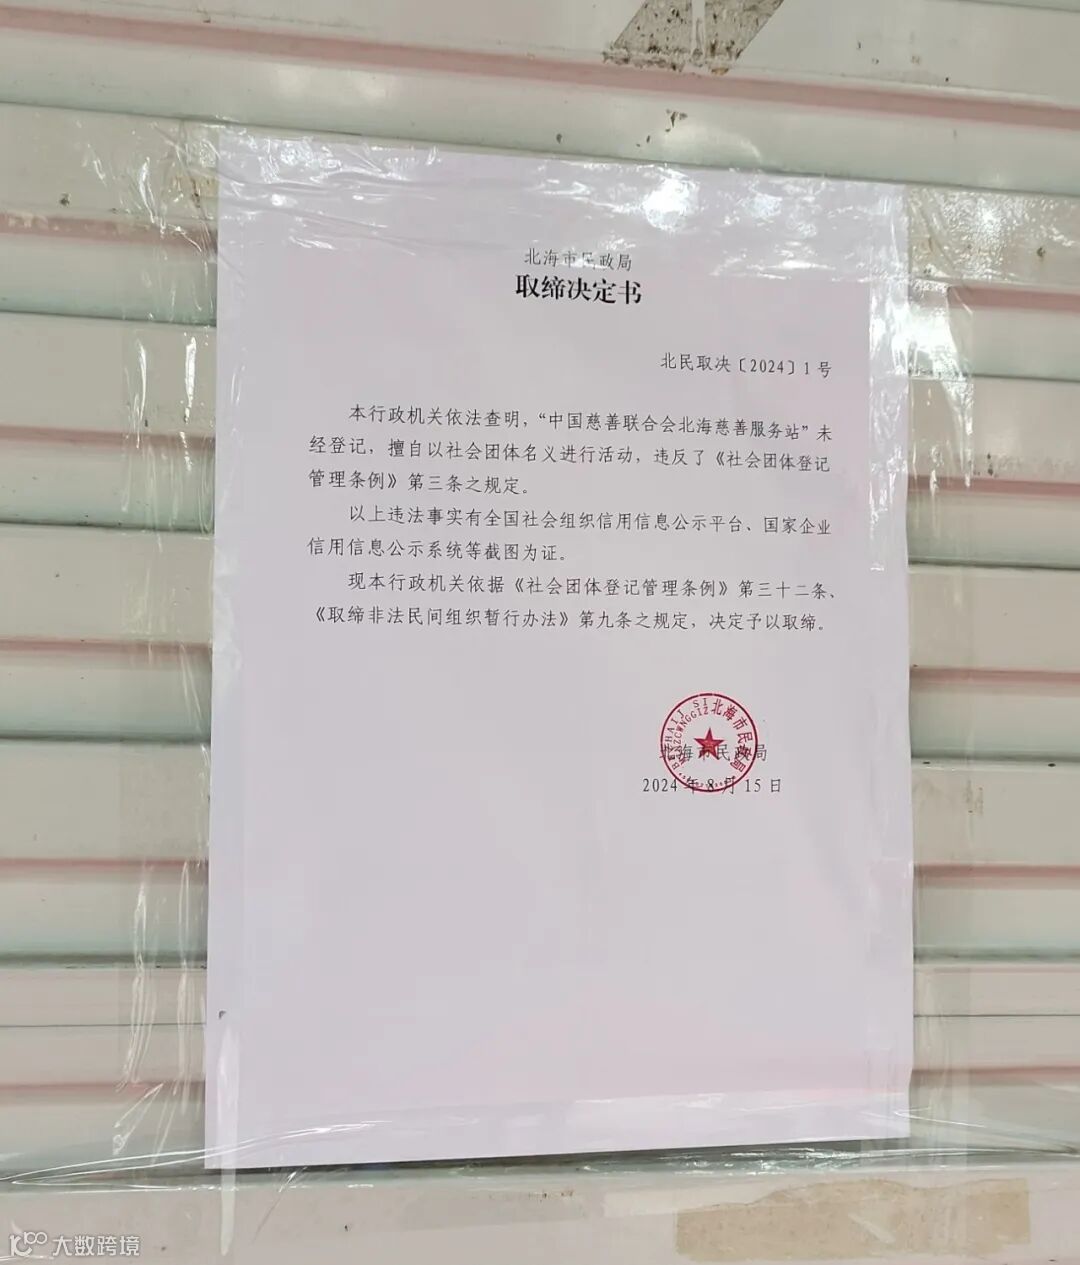 北海市民政局
取缔决定书
北民取决〔2024〕1号
本行政机关依法查明，“中国慈善联合会北海慈善服务站”未
经登记，擅自以社会团体名义进行活动，违反了《社会团体登记
管理条例》第三条之规定。
以上违法事实有全国社会组织信用信息公示平台、国家企业
信用信息公示系统等截图为证。
现本行政机关依据《社会团体登记管理条例》第三十二条、
《取缔非法民间组织暂行办法》第九条之规定，决定予以取缔。
北海市民政局
北海市民政局
2024年8月15日
大数跨境